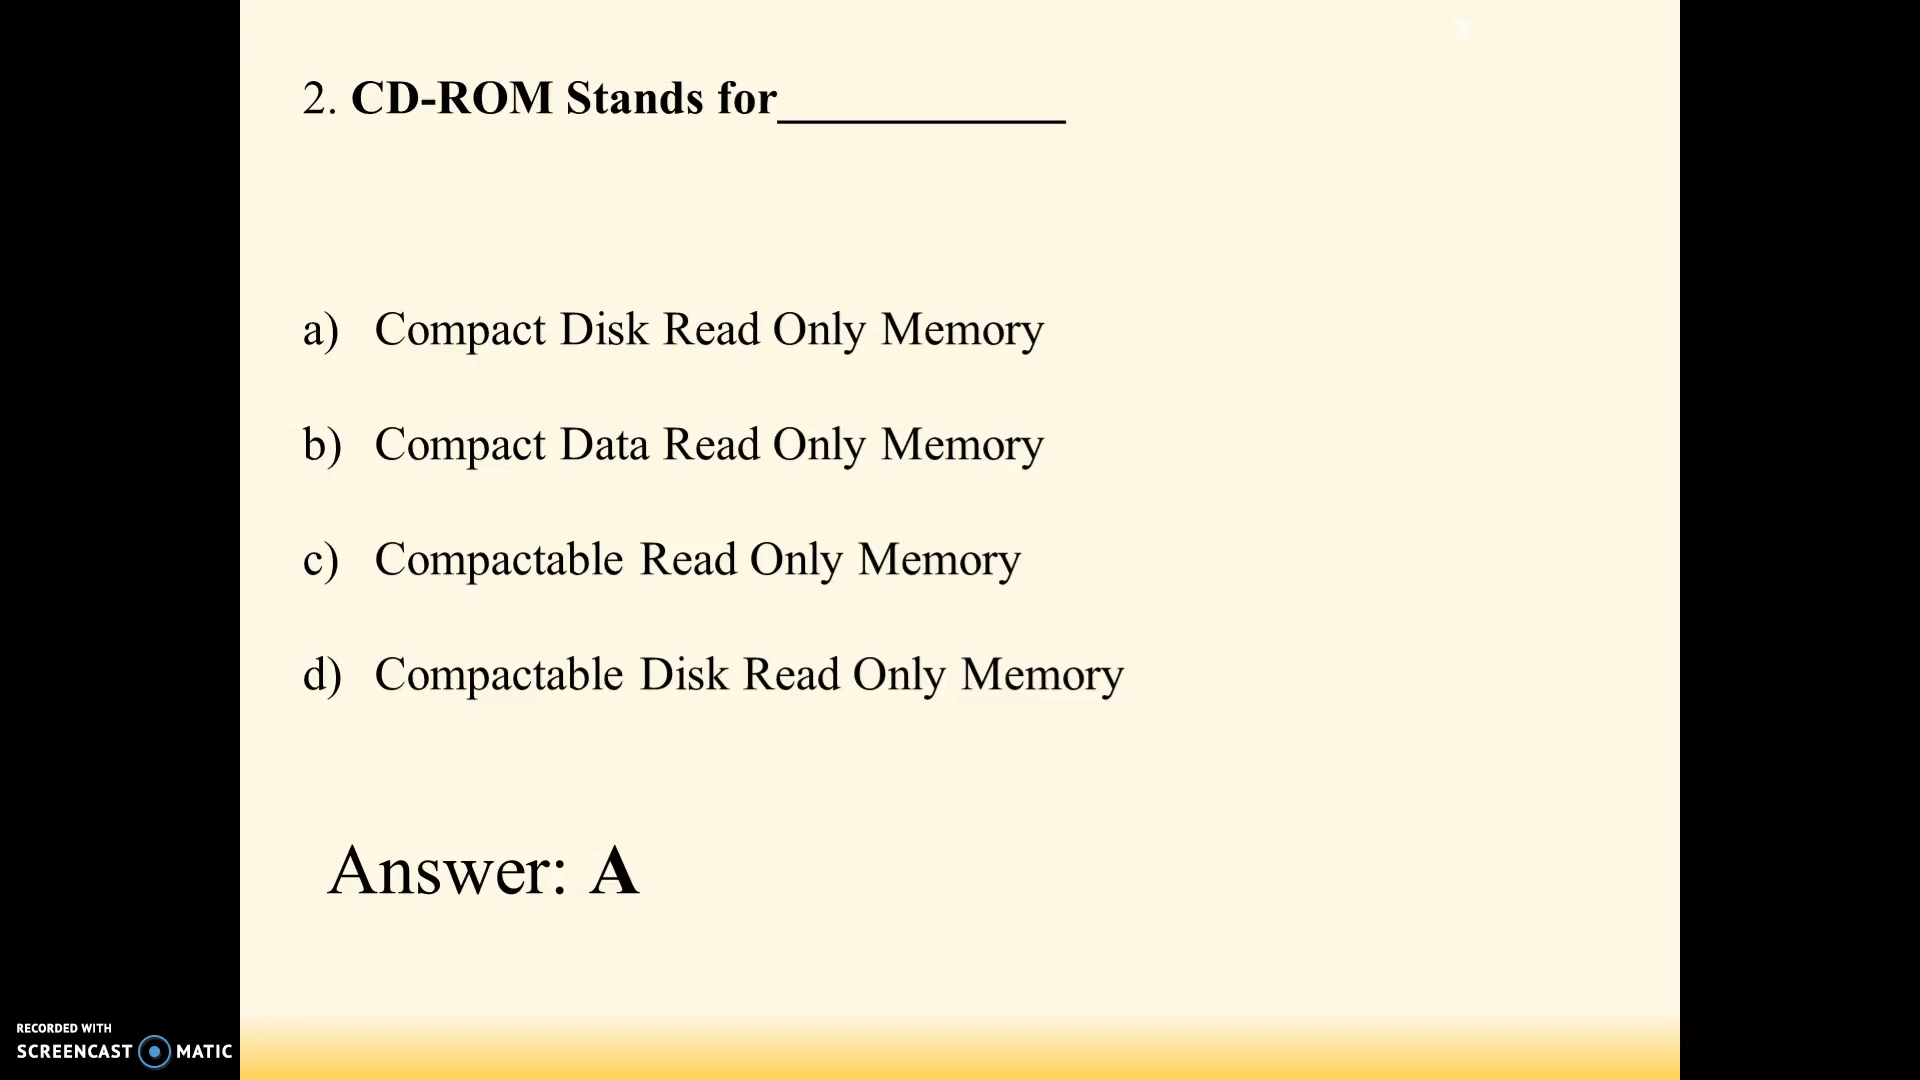 2. CD-ROM Stands for____________
a) Compact Disk Read Only Memory
b) Compact Data Read Only Memory
c) Compactable Read Only Memory
d) Compactable Disk Read Only Memory
Answer: A
RECORDED WITH
SCREENCAST MATIC